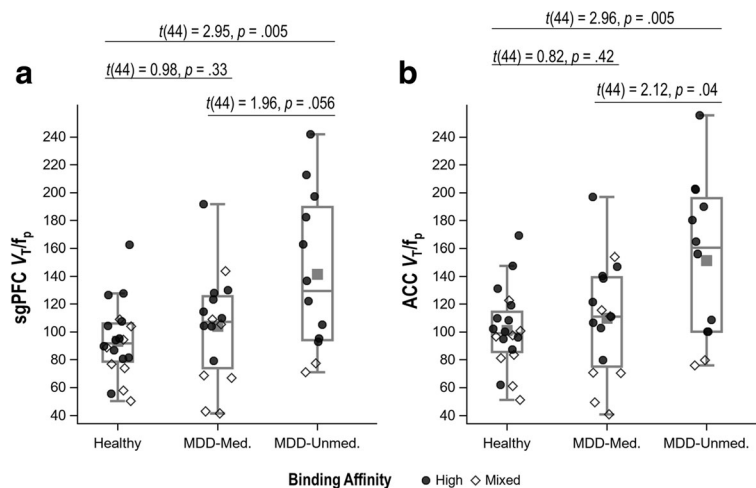 t(44) = 2.95, p = .005
a
t(44) = 0.98, p = .33
t(44) = 1.96, p = .056
sgPFC VT/fp
240
220
200
180
160
140
120
100
80
60
40
Healthy MDD-Med. MDD-Unmed.
t(44) = 2.96, p = .005
b
t(44) = 0.82, p = .42
t(44) = 2.12, p = .04
ACC VT/fp
240
220
200
180
160
140
120
100
80
60
40
Healthy MDD-Med. MDD-Unmed.
Binding Affinity High Mixed